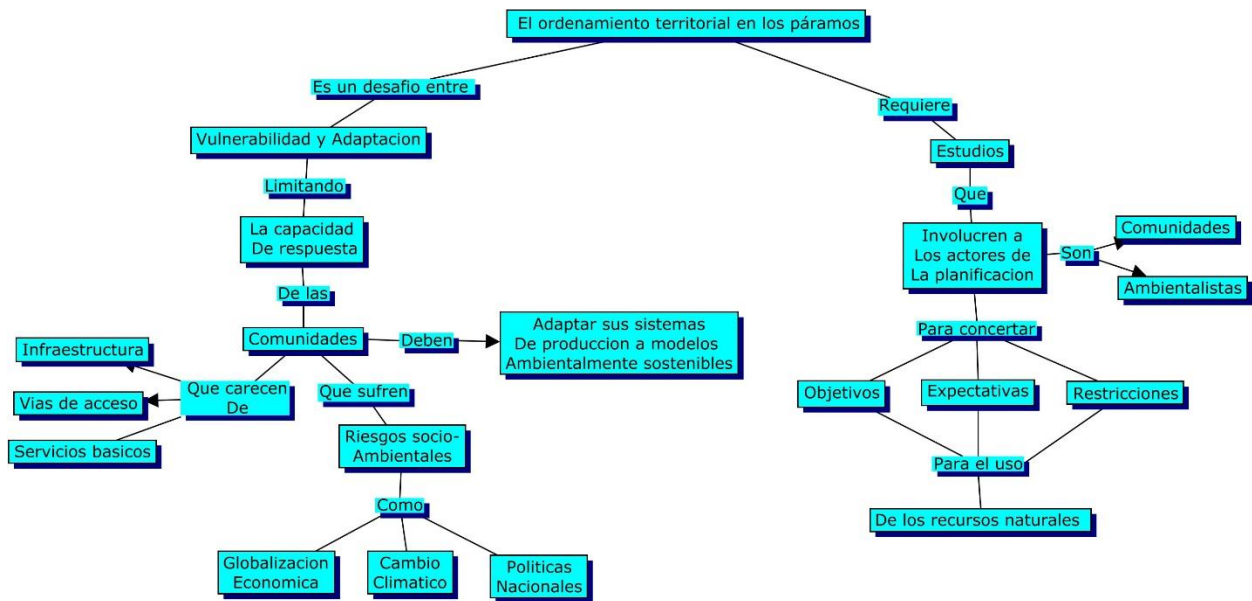 El ordenamiento territorial en los páramos
Es un desafio entre
Requiere
Vulnerabilidad y Adaptacion
Estudios
Limitando
Que
La capacidad
De respuesta
Involucren a
Los actores de
La planificacion
Son
Comunidades
Ambientalistas
De las
Comunidades
Deben
Adaptar sus sistemas
De produccion a modelos
Ambientalmente sostenibles
Para concertar
Infraestructura
Vias de acceso
Servicios basicos
Que carecen
De
Que sufren
Objetivos
Expectativas
Restricciones
Riesgos socio-
Ambientales
Para el uso
Como
De los recursos naturales
Globalizacion
Economica
Cambio
Climatico
Politicas
Nacionales